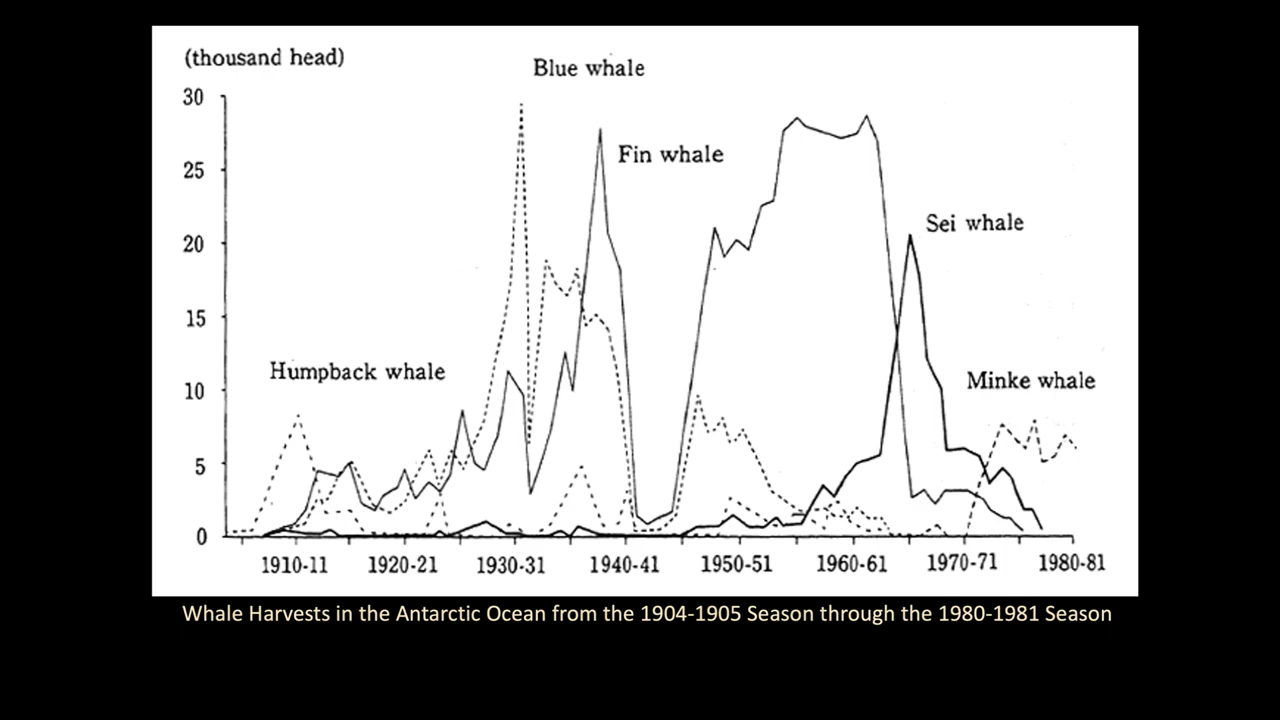 (thousand head)
Blue whale
30
Fin whale
25
Sei whale
20
15
Humpback whale
Minke whale
10
5
0
1910-11 1920-21 1930-31 1940-41 1950-51 1960-61 1970-71 1980-81
Whale Harvests in the Antarctic Ocean from the 1904-1905 Season through the 1980-1981 Season